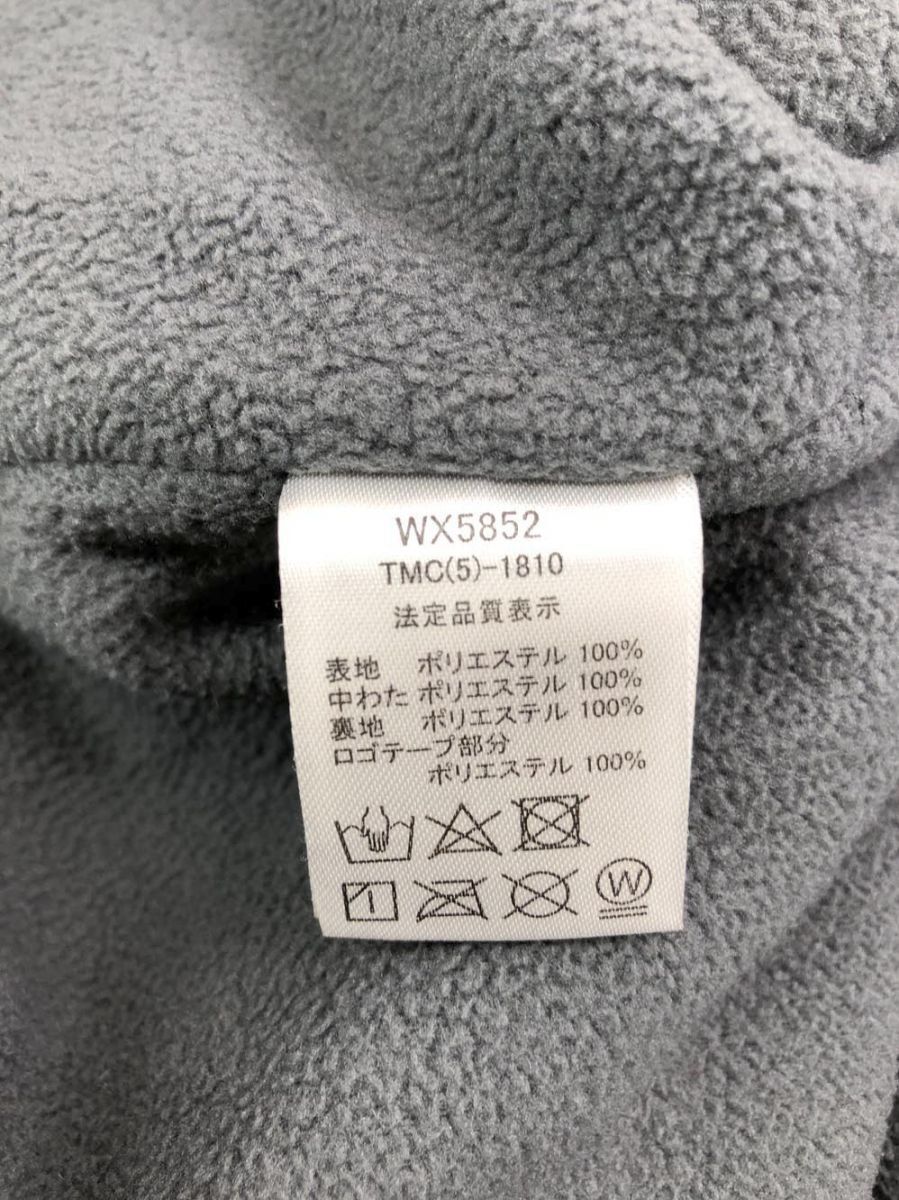 WX5852
TMC(5)-1810
法定品質表示
表地 ポリエステル 100%
中わた ポリエステル 100%
裏地 ポリエステル 100%
ロゴテープ部分
ポリエステル 100%
W